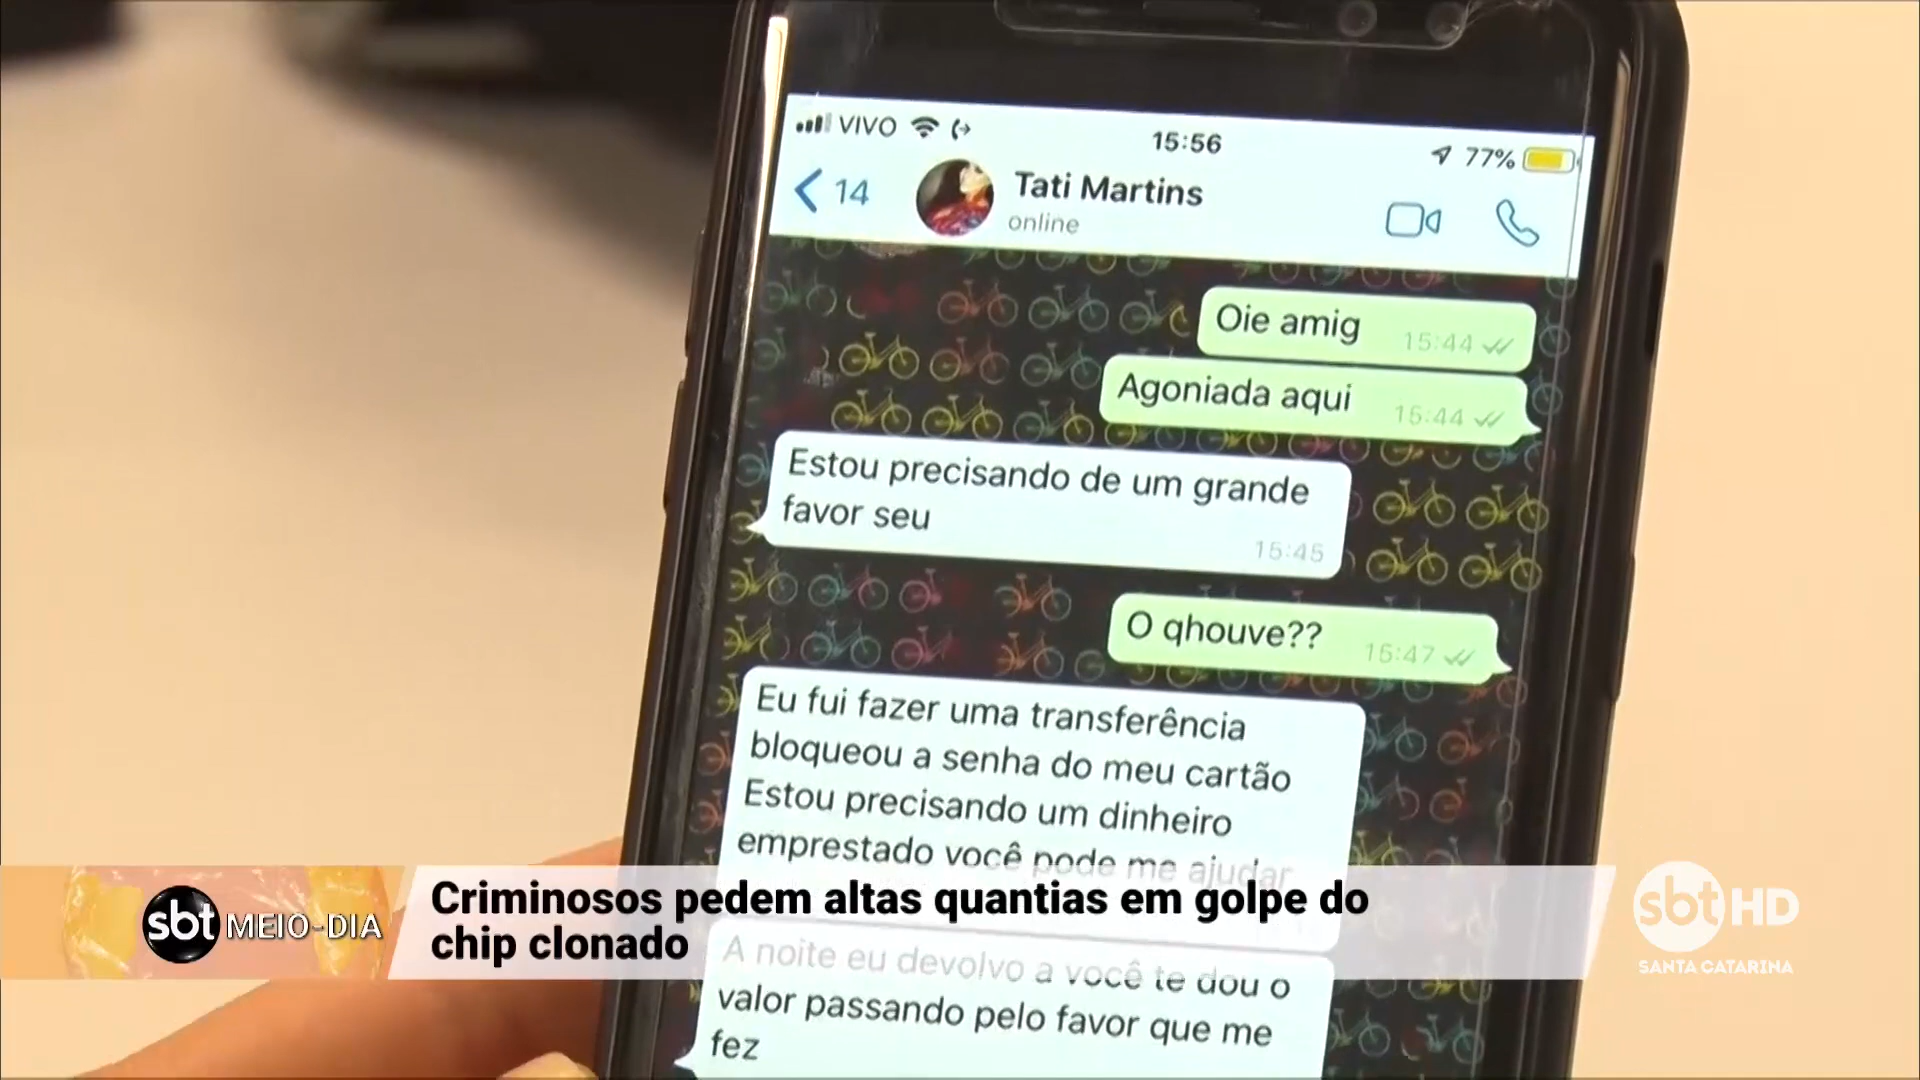 VIVO
15:56
77%
14
Tati Martins
online
Oie amig
15:44
Agoniada aqui
15:44
Estou precisando de um grande
favor seu
15:45
O qhouve??
15:47
Eu fui fazer uma transferência
bloqueou a senha do meu cartão
Estou precisando um dinheiro
emprestado você pode me ajudar
Criminosos pedem altas quantias em golpe do
chip clonado
sbt MEIO-DIA
sbt HD
SANTA CATARINA
A noite eu devolvo a você te dou o
valor passando pelo favor que me
fez